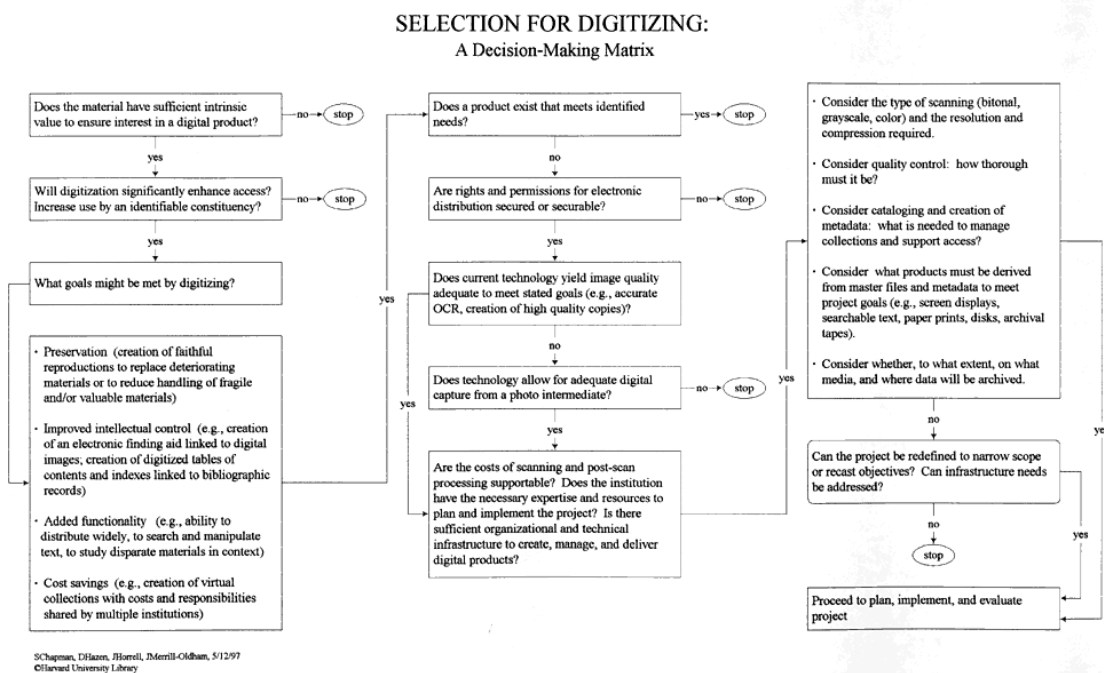 SELECTION FOR DIGITIZING:
A Decision-Making Matrix
Does the material have sufficient intrinsic
value to ensure interest in a digital product?
no
stop
yes
Will digitization significantly enhance access?
Increase use by an identifiable constituency?
no
stop
yes
What goals might be met by digitizing?
· Preservation (creation of faithful
reproductions to replace deteriorating
materials or to reduce handling of fragile
and/or valuable materials)
· Improved intellectual control (e.g., creation
of an electronic finding aid linked to digital
images; creation of digitized tables of
contents and indexes linked to bibliographic
records)
· Added functionality (e.g., ability to
distribute widely, to search and manipulate
text, to study disparate materials in context)
· Cost savings (e.g., creation of virtual
collections with costs and responsibilities
shared by multiple institutions)
yes
Does a product exist that meets identified
needs?
yes
stop
no
Are rights and permissions for electronic
distribution secured or securable?
no
stop
yes
Does current technology yield image quality
adequate to meet stated goals (e.g., accurate
OCR, creation of high quality copies)?
yes
no
Does technology allow for adequate digital
capture from a photo intermediate?
no
stop
yes
Are the costs of scanning and post-scan
processing supportable? Does the institution
have the necessary expertise and resources to
plan and implement the project? Is there
sufficient organizational and technical
infrastructure to create, manage, and deliver
digital products?
yes
· Consider the type of scanning (bitonal,
grayscale, color) and the resolution and
compression required.
· Consider quality control: how thorough
must it be?
· Consider cataloging and creation of
metadata: what is needed to manage
collections and support access?
· Consider what products must be derived
from master files and metadata to meet
project goals (e.g., screen displays,
searchable text, paper prints, disks, archival
tapes).
· Consider whether, to what extent, on what
media, and where data will be archived.
no
Can the project be redefined to narrow scope
or recast objectives? Can infrastructure needs
be addressed?
yes
no
stop
Proceed to plan, implement, and evaluate
project
SChapman, DHazen, JHorrell, JMerrill-Oldham, 5/12/97
©Harvard University Library